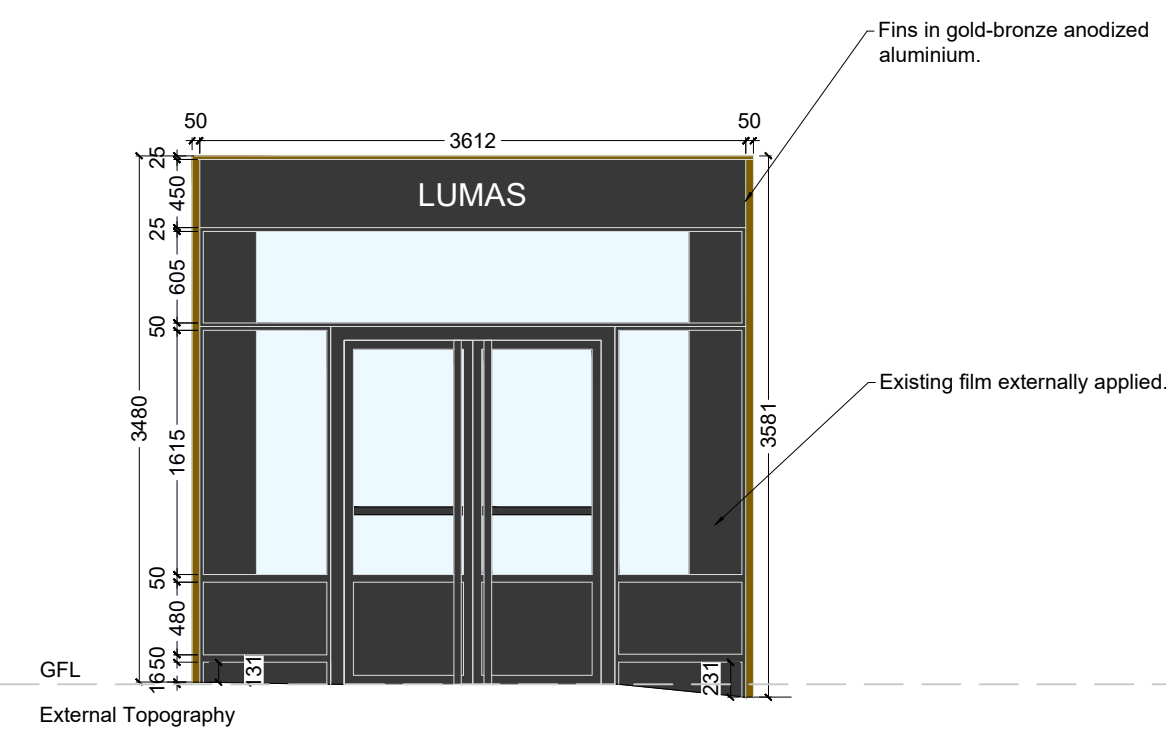 Fins in gold-bronze anodized
aluminium.
50
3612
50
25
450
LUMAS
25
605
50
Existing film externally applied.
3480
3581
1615
50
480
50
131
231
GFL
External Topography